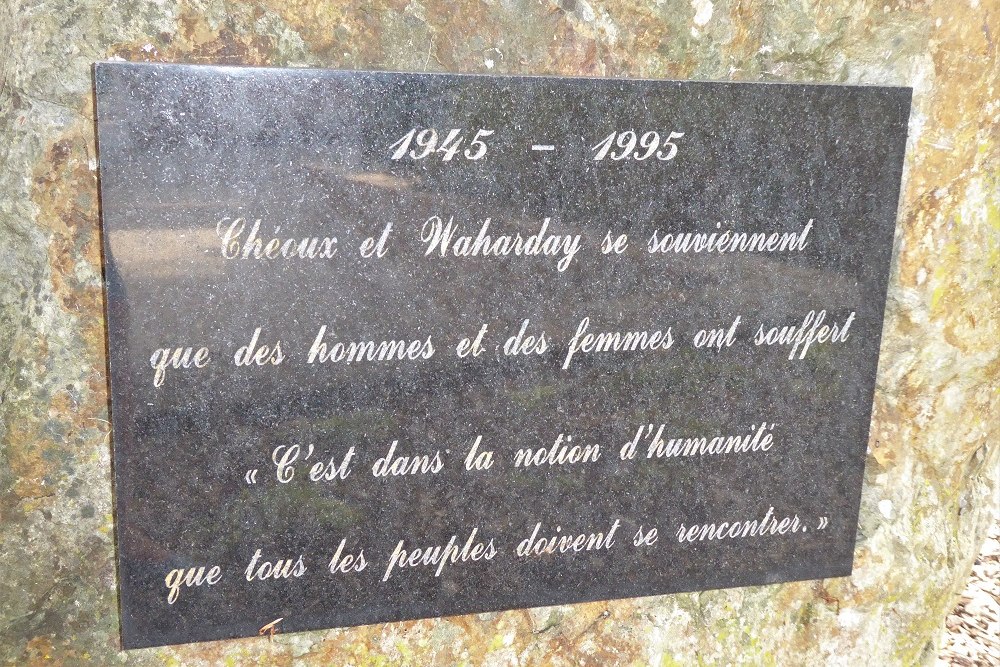 1945 - 1995
Chéoux et Waharday se souviennent
que des hommes et des femmes ont souffert
« C'est dans la notion d'humanité
que tous les peuples doivent se rencontrer. »